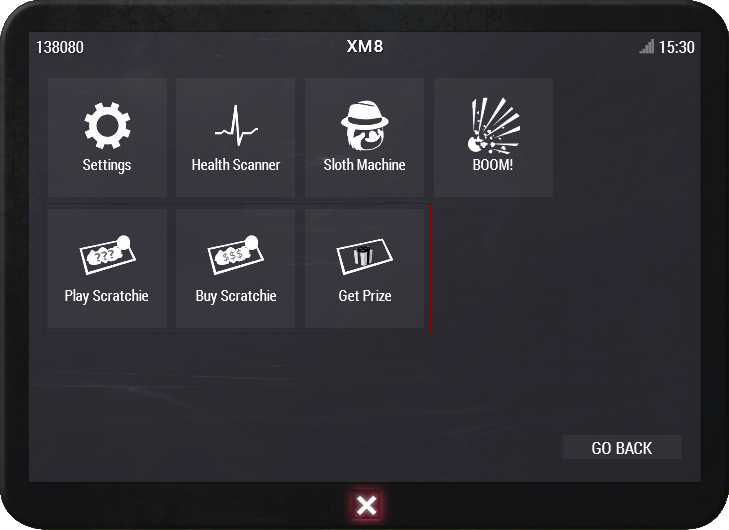 138080 XM8 15:30
Settings Health Scanner Sloth Machine BOOM!
??? $$$
Play Scratchie Buy Scratchie Get Prize
GO BACK